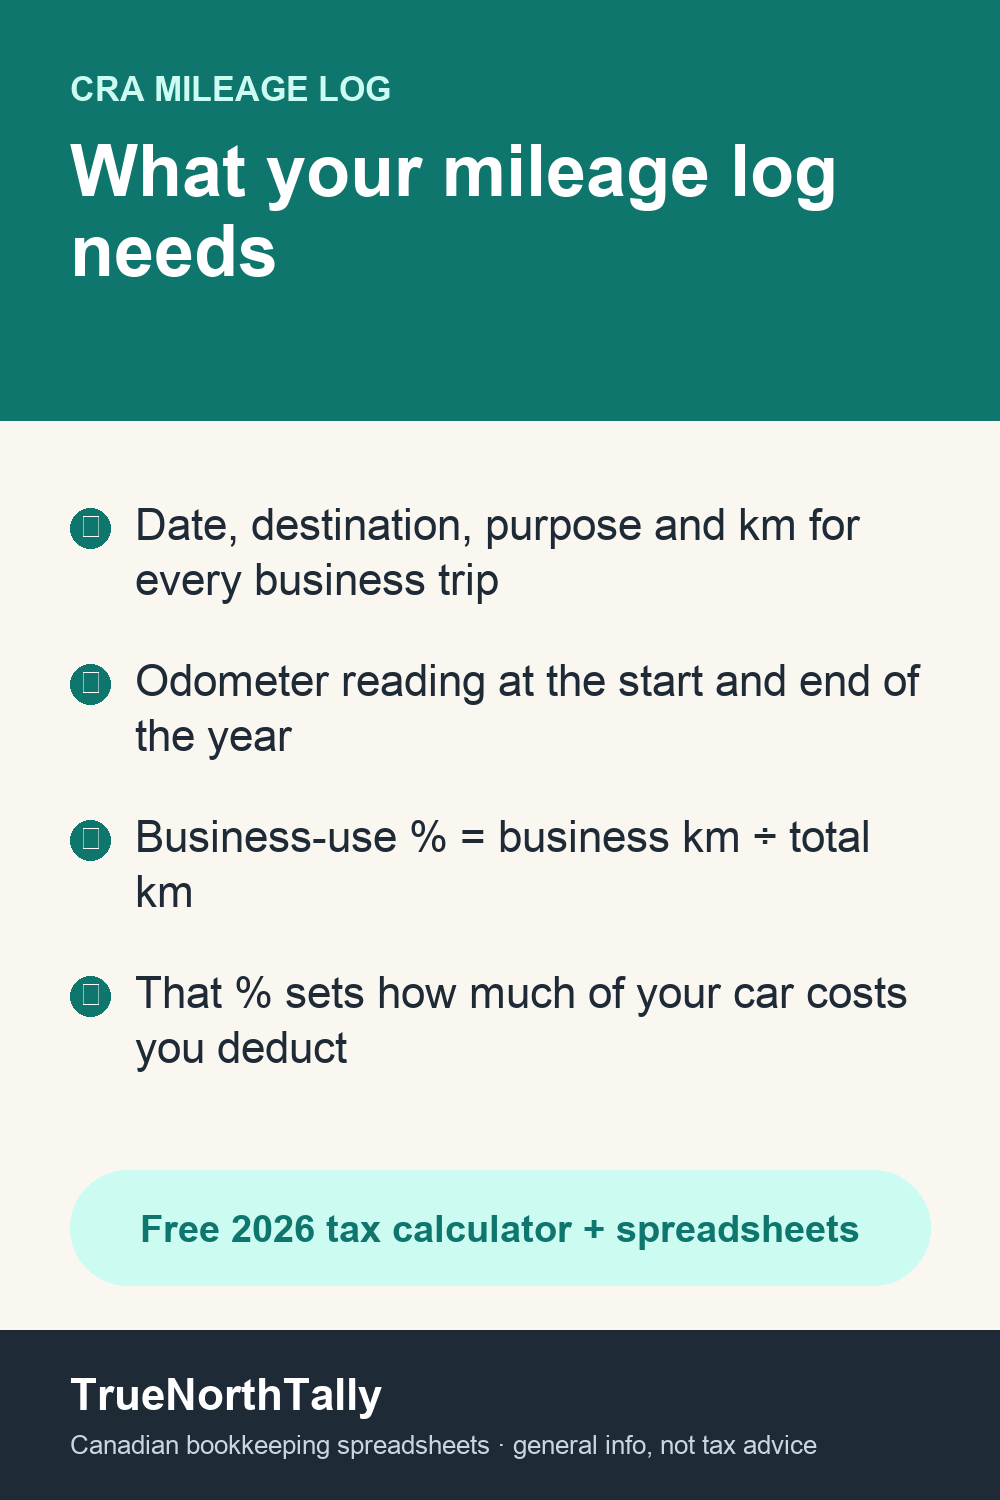 CRA MILEAGE LOG
What your mileage log
needs
Date, destination, purpose and km for
every business trip
Odometer reading at the start and end of
the year
Business-use % = business km ÷ total
km
That % sets how much of your car costs
you deduct
Free 2026 tax calculator + spreadsheets
TrueNorthTally
Canadian bookkeeping spreadsheets · general info, not tax advice